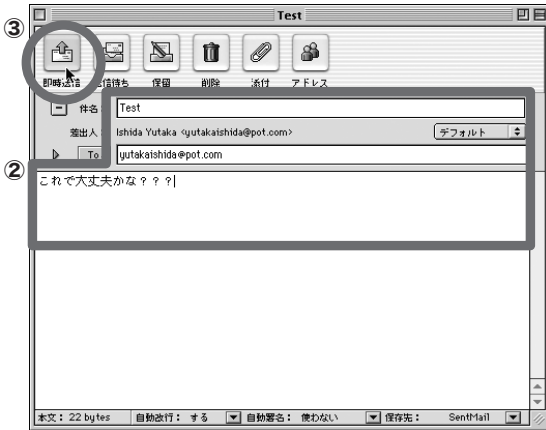 Test
③
即時送信 送信待ち 保留 削除 添付 アドレス
件名： Test
差出人： Ishida Yutaka <yutakaishida@pot.com> デフォルト
To yutakaishida@pot.com
②
これで大丈夫かな？？？
本文： 22 bytes 自動改行： する 自動署名： 使わない 保存先： SentMail